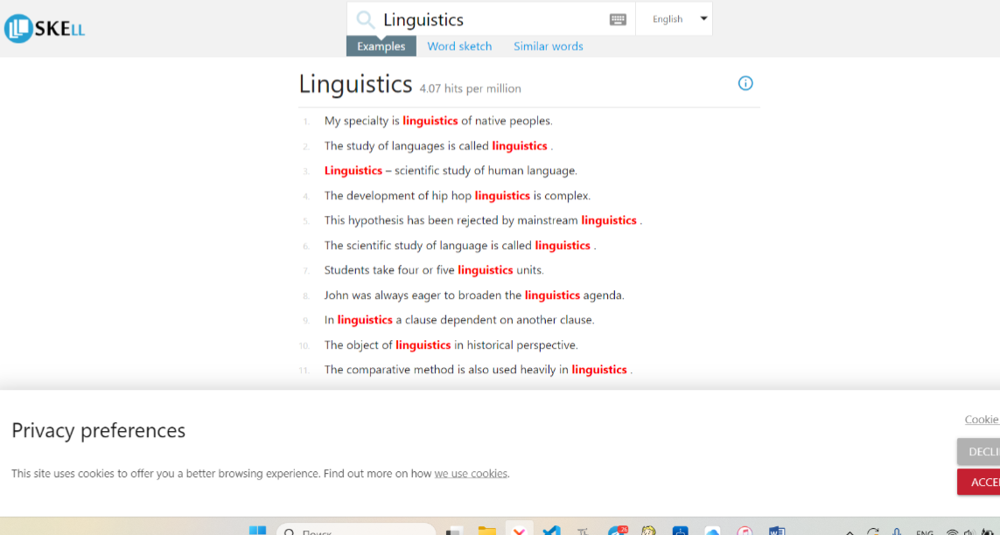 SKELL
Linguistics
English
Examples Word sketch Similar words
Linguistics 4.07 hits per million
1. My specialty is linguistics of native peoples.
2. The study of languages is called linguistics .
3. Linguistics – scientific study of human language.
4. The development of hip hop linguistics is complex.
5. This hypothesis has been rejected by mainstream linguistics .
6. The scientific study of language is called linguistics .
7. Students take four or five linguistics units.
8. John was always eager to broaden the linguistics agenda.
9. In linguistics a clause dependent on another clause.
10. The object of linguistics in historical perspective.
11. The comparative method is also used heavily in linguistics .
Privacy preferences
Cookie
DECLI
This site uses cookies to offer you a better browsing experience. Find out more on how we use cookies.
ACCE
Поиск
26
ENG